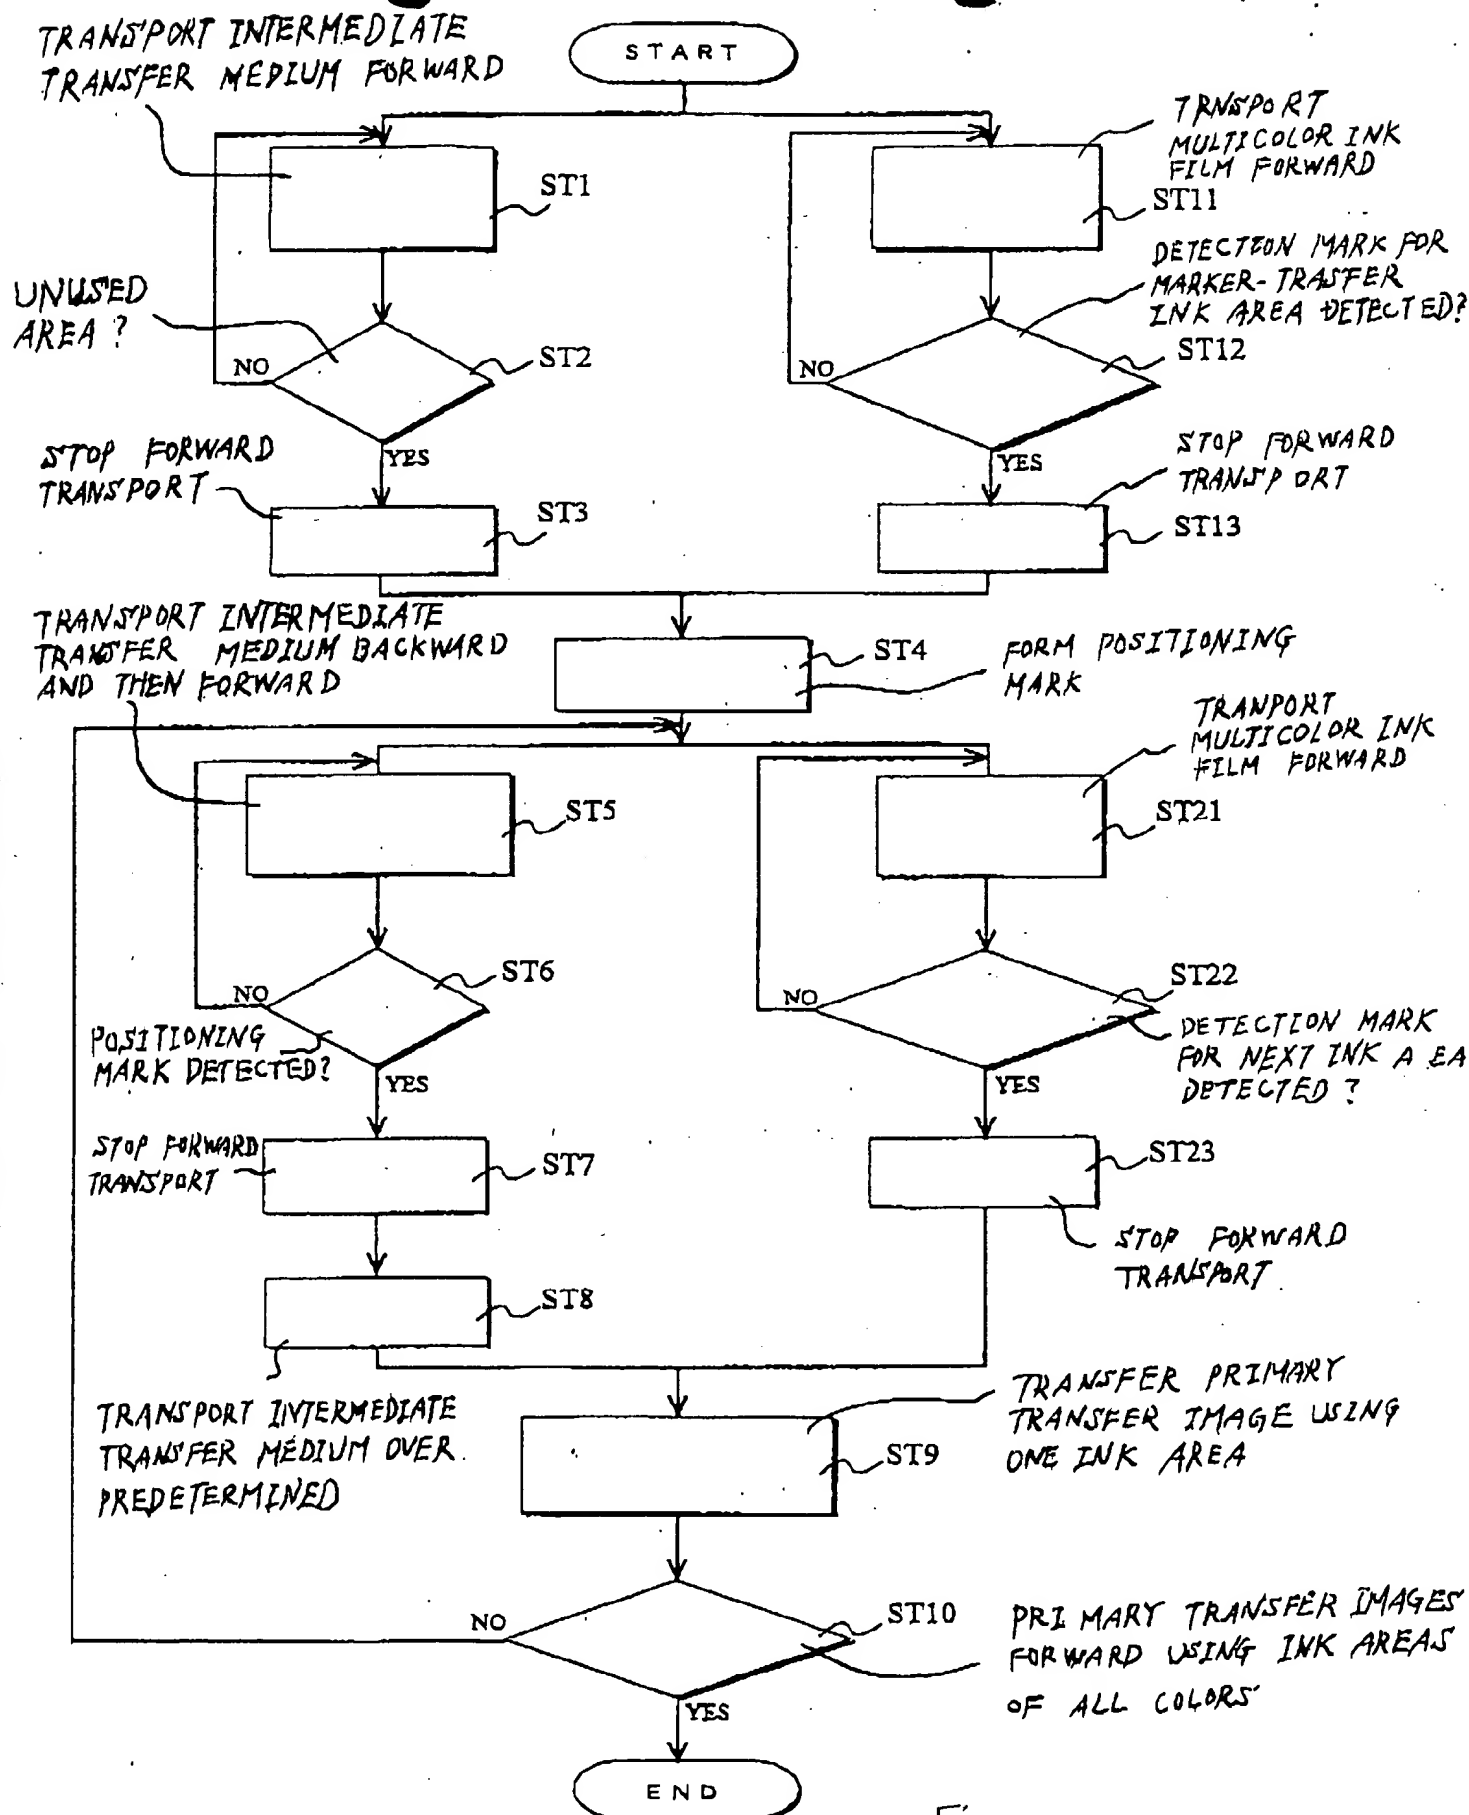 TRANSPORT INTERMEDIATE
TRANSFER MEDIUM FORWARD
START
TRNSPORT
MULTICOLOR INK
FILM FORWARD
ST1
ST11
UNUSED
AREA ?
DETECTION MARK FOR
MARKER-TRASFER
INK AREA DETECTED?
ST2
ST12
NO
NO
YES
YES
STOP FORWARD
TRANSPORT
STOP FORWARD
TRANSPORT
ST3
ST13
TRANSPORT INTERMEDIATE
TRANSFER MEDIUM BACKWARD
AND THEN FORWARD
ST4
FORM POSITIONING
MARK
TRANPORT
MULTICOLOR INK
FILM FORWARD
ST5
ST21
ST6
ST22
NO
NO
POSITIONING
MARK DETECTED?
DETECTION MARK
FOR NEXT INK A EA
DETECTED ?
YES
YES
STOP FORWARD
TRANSPORT
ST7
ST23
STOP FORWARD
TRANSPORT
ST8
TRANSPORT INTERMEDIATE
TRANSFER MEDIUM OVER
PREDETERMINED
TRANSFER PRIMARY
TRANSFER IMAGE USING
ONE INK AREA
ST9
NO
ST10
PRIMARY TRANSFER IMAGES
FORWARD USING INK AREAS
OF ALL COLORS
YES
END